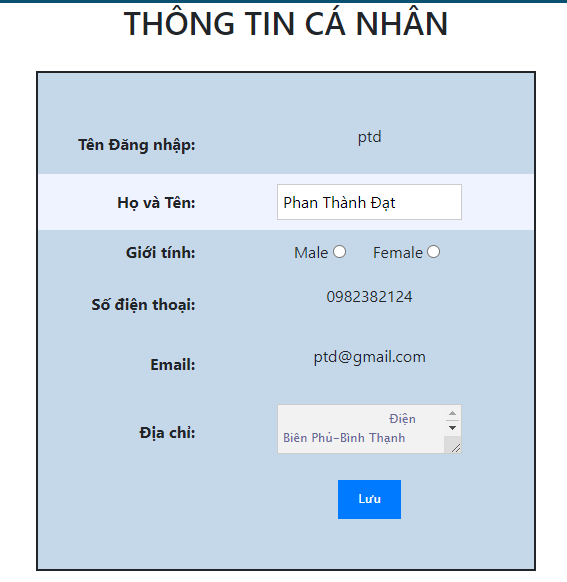 THÔNG TIN CÁ NHÂN
Tên Đăng nhập: ptd
Họ và Tên: Phan Thành Đạt
Giới tính: Male Female
Số điện thoại: 0982382124
Email: ptd@gmail.com
Địa chỉ: Điện
Biên Phủ-Bình Thạnh
Lưu